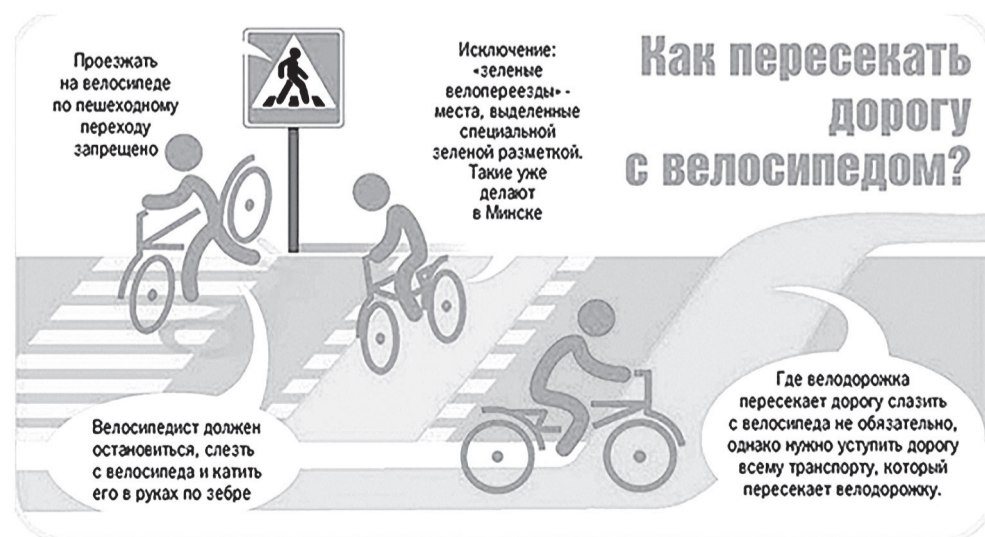 Как пересекать
дорогу
с велосипедом?
Проезжать
на велосипеде
по пешеходному
переходу
запрещено
Исключение:
«зеленые
велопереезды» -
места, выделенные
специальной
зеленой разметкой.
Такие уже
делают
в Минске
Велосипедист должен
остановиться, слезть
с велосипеда и катить
его в руках по зебре
Где велодорожка
пересекает дорогу слазить
с велосипеда не обязательно,
однако нужно уступить дорогу
всему транспорту, который
пересекает велодорожку.